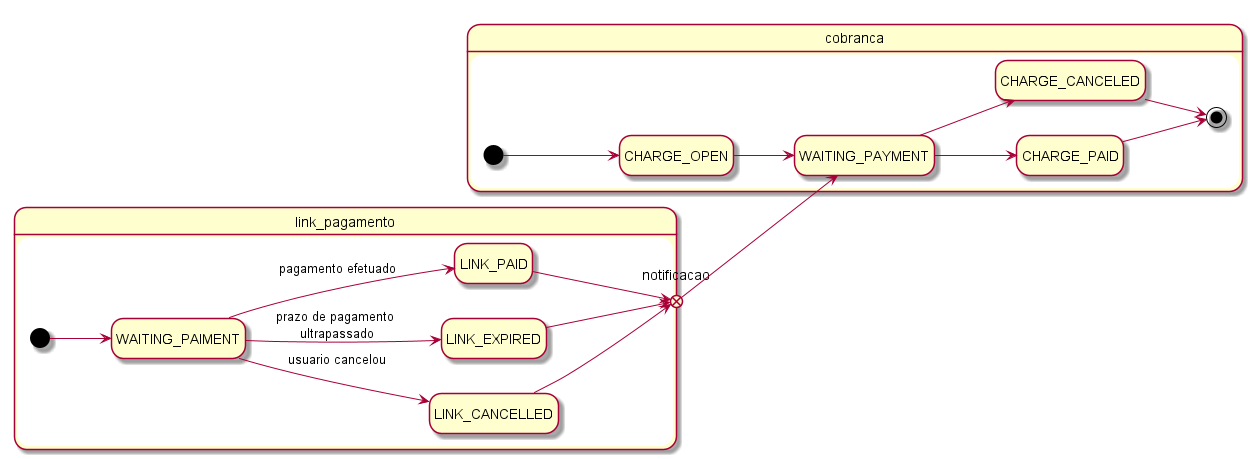 cobranca
CHARGE_CANCELED
CHARGE_OPEN
WAITING_PAYMENT
CHARGE_PAID
link_pagamento
pagamento efetuado
LINK_PAID
notificacao
prazo de pagamento
ultrapassado
WAITING_PAIMENT
LINK_EXPIRED
usuario cancelou
LINK_CANCELLED